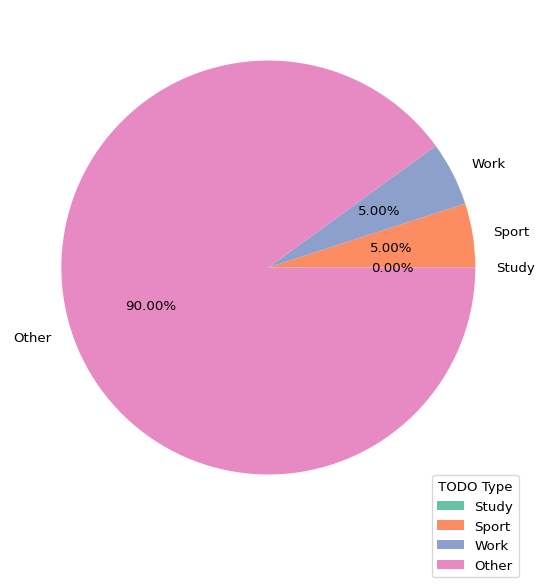 Work
5.00%
Sport
5.00%
0.00%
Study
90.00%
Other
TODO Type
Study
Sport
Work
Other